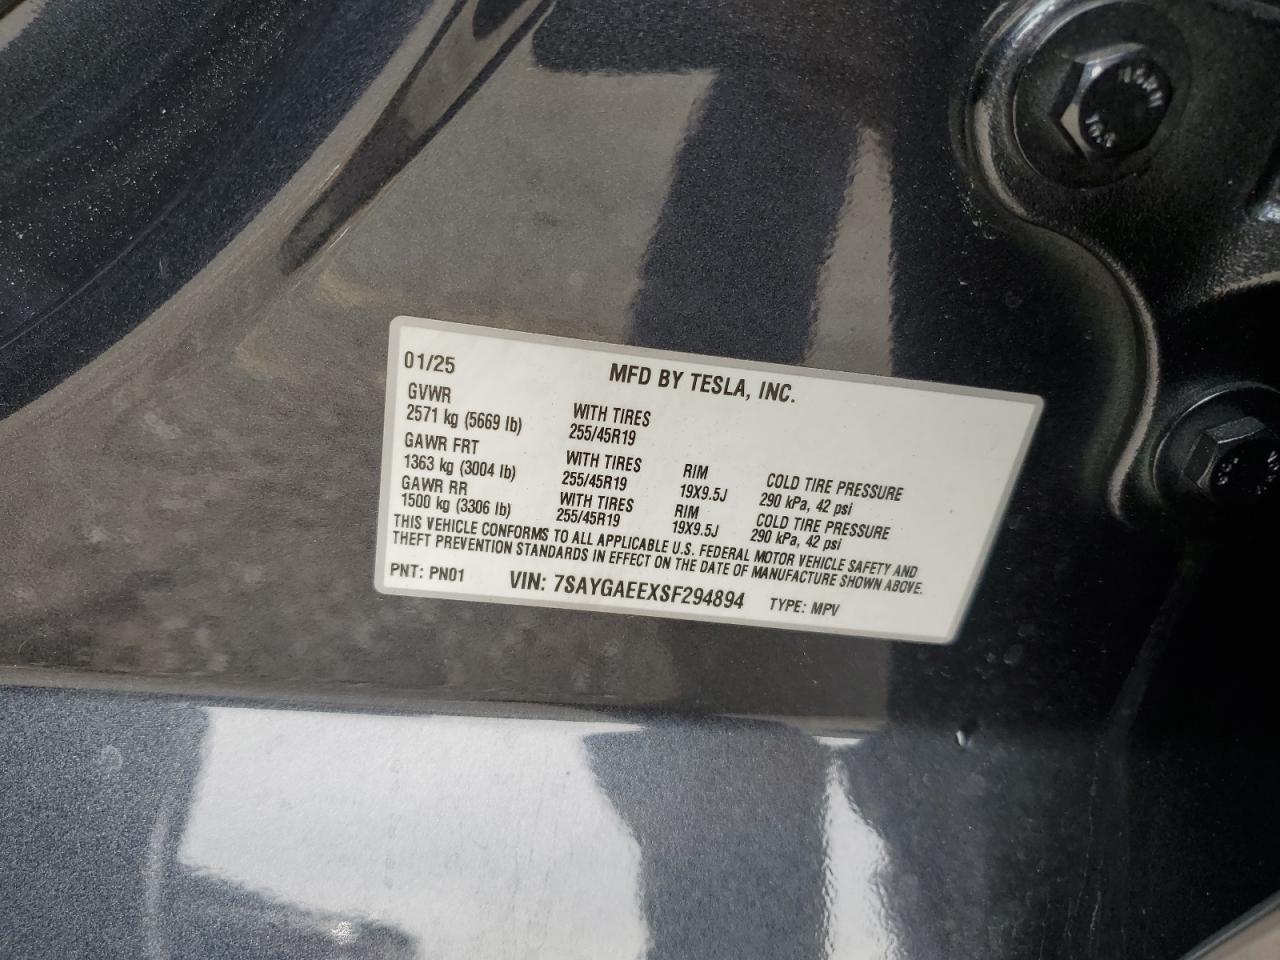 01/25 MFD BY TESLA, INC.
GVWR
2571 kg (5669 lb) WITH TIRES 255/45R19
GAWR FRT
1363 kg (3004 lb) WITH TIRES 255/45R19 RIM 19X9.5J COLD TIRE PRESSURE 290 kPa, 42 psi
GAWR RR
1500 kg (3306 lb) WITH TIRES 255/45R19 RIM 19X9.5J COLD TIRE PRESSURE 290 kPa, 42 psi
THIS VEHICLE CONFORMS TO ALL APPLICABLE U.S. FEDERAL MOTOR VEHICLE SAFETY AND
THEFT PREVENTION STANDARDS IN EFFECT ON THE DATE OF MANUFACTURE SHOWN ABOVE.
PNT: PN01 VIN: 7SAYGAEEXSF294894 TYPE: MPV